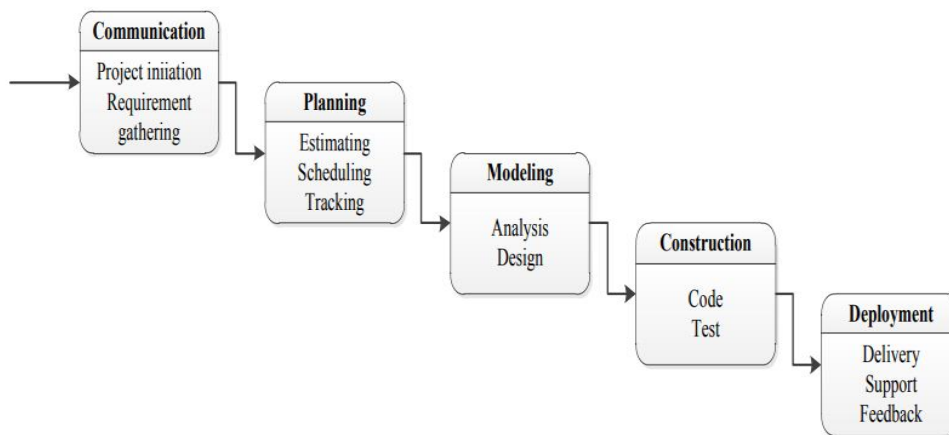 Communication
Project iniiation
Requirement
gathering
Planning
Estimating
Scheduling
Tracking
Modeling
Analysis
Design
Construction
Code
Test
Deployment
Delivery
Support
Feedback